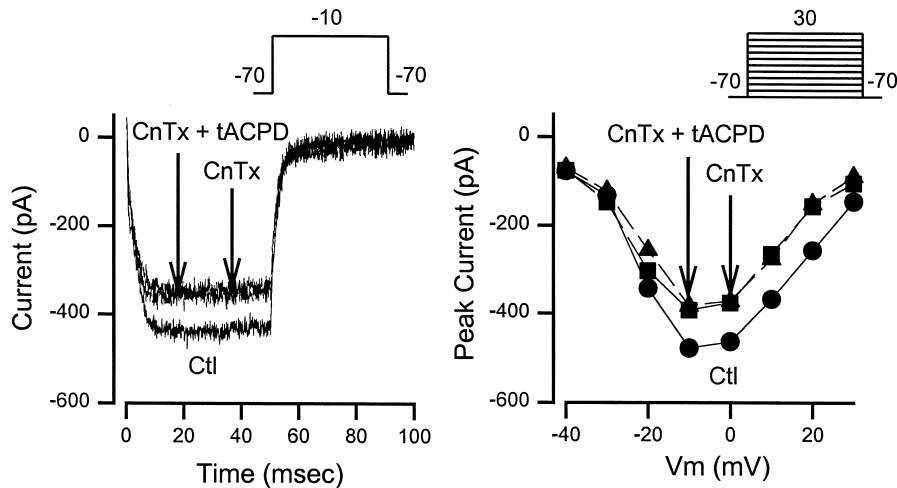 -10
-70
-70
0
-200
-400
-600
Current (pA)
CnTx + tACPD
CnTx
Ctl
0
20
40
60
80
100
Time (msec)
30
-70
-70
0
-200
-400
-600
Peak Current (pA)
CnTx + tACPD
CnTx
Ctl
-40
-20
0
20
Vm (mV)